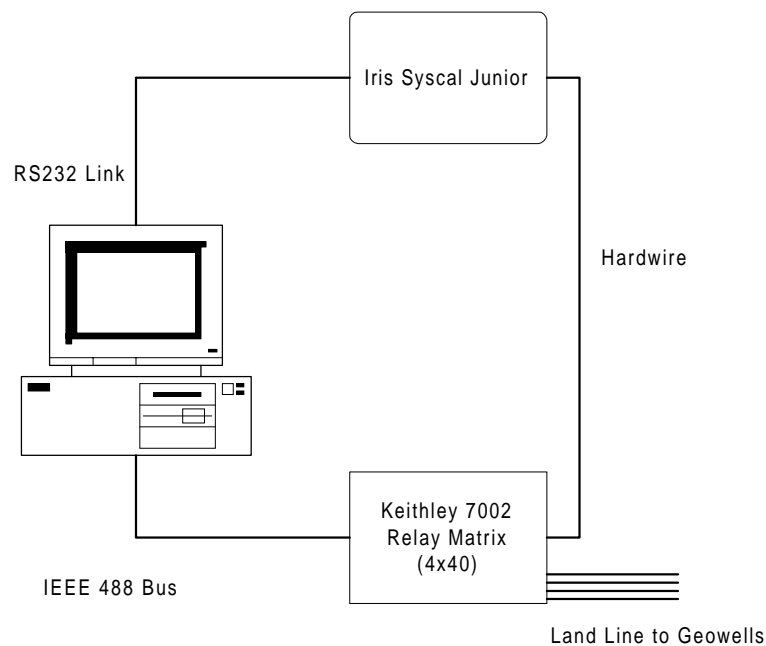 Iris Syscal Junior
RS232 Link
Hardwire
Keithley 7002
Relay Matrix
(4x40)
IEEE 488 Bus
Land Line to Geowells